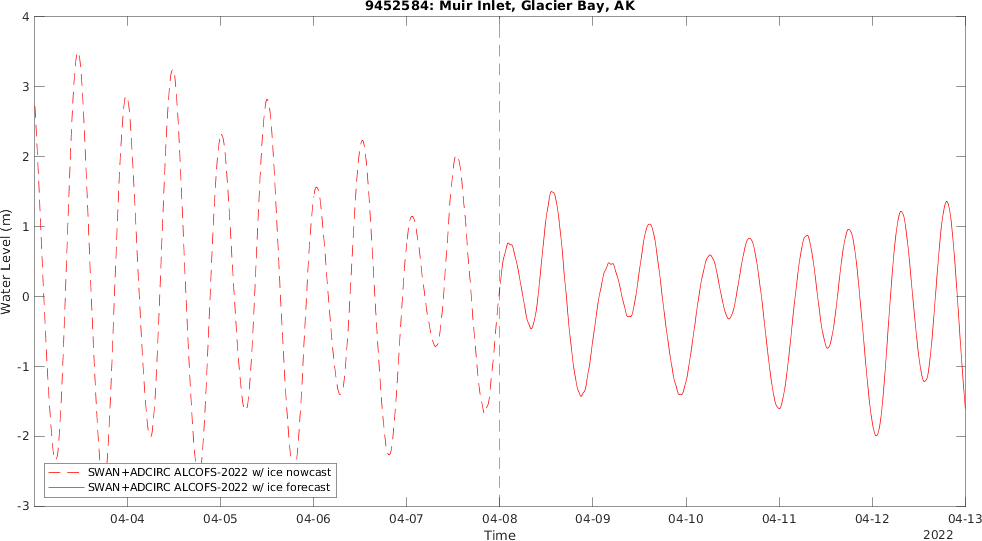 9452584: Muir Inlet, Glacier Bay, AK
4
3
2
1
0
-1
-2
-3
Water Level (m)
SWAN+ADCIRC ALCOFS-2022 w/ ice nowcast
SWAN+ADCIRC ALCOFS-2022 w/ ice forecast
04-04 04-05 04-06 04-07 04-08 04-09 04-10 04-11 04-12 04-13
Time
2022